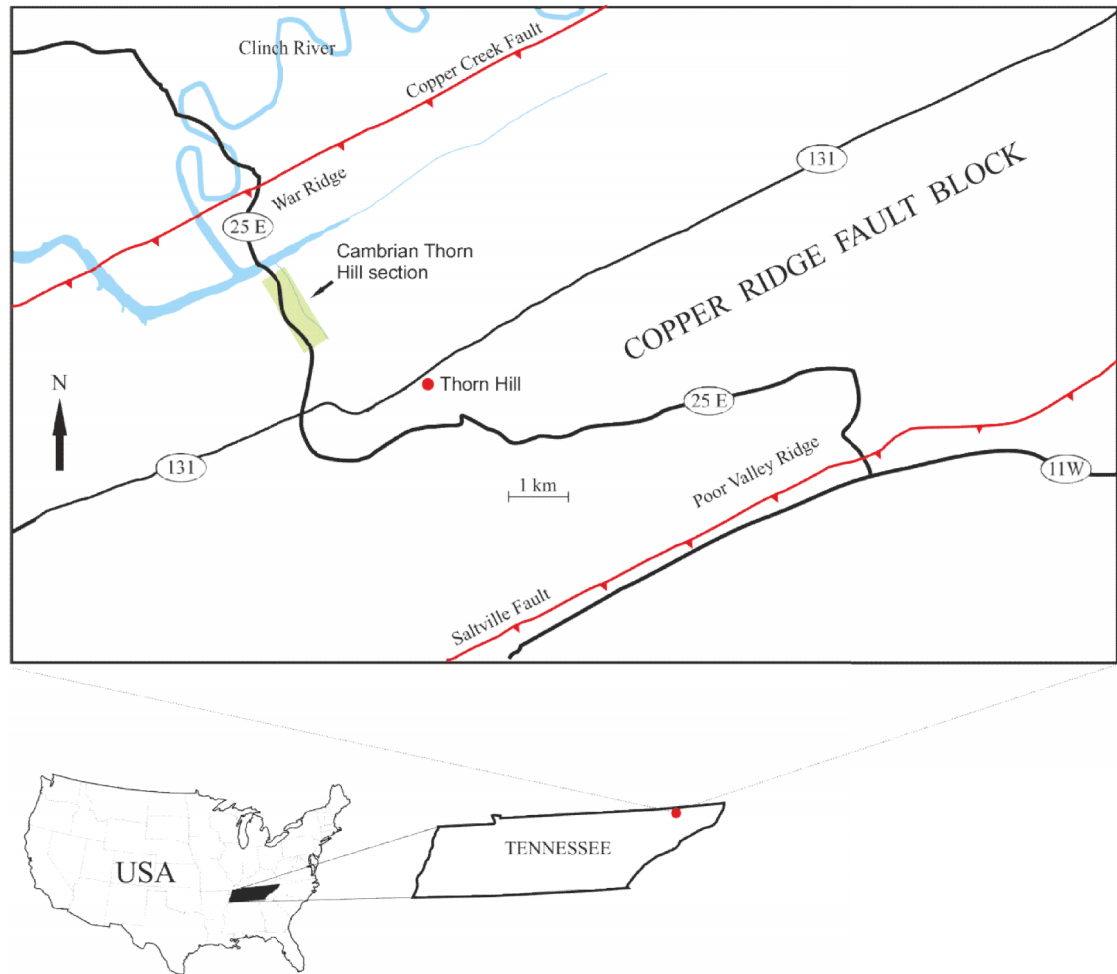 Clinch River
Copper Creek Fault
131
War Ridge
25 E
COPPER RIDGE FAULT BLOCK
Cambrian Thorn
Hill section
N
Thorn Hill
25 E
131
1 km
Poor Valley Ridge
11W
Saltville Fault
USA
TENNESSEE